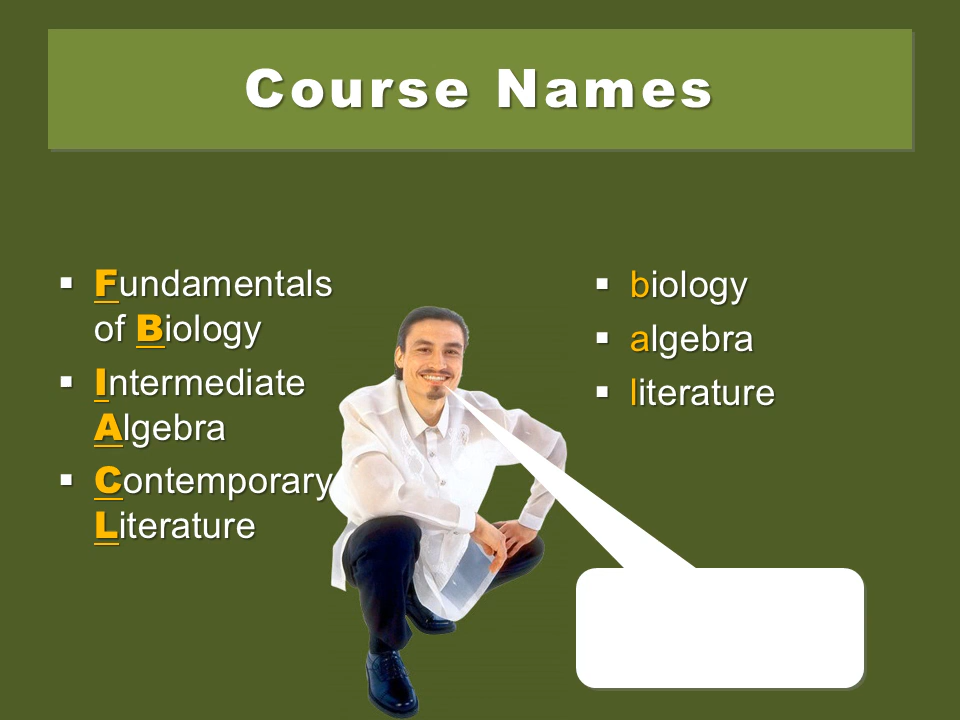 Course Names
▪ Fundamentals
of Biology
▪ Intermediate
Algebra
▪ Contemporary
Literature
▪ biology
▪ algebra
▪ literature